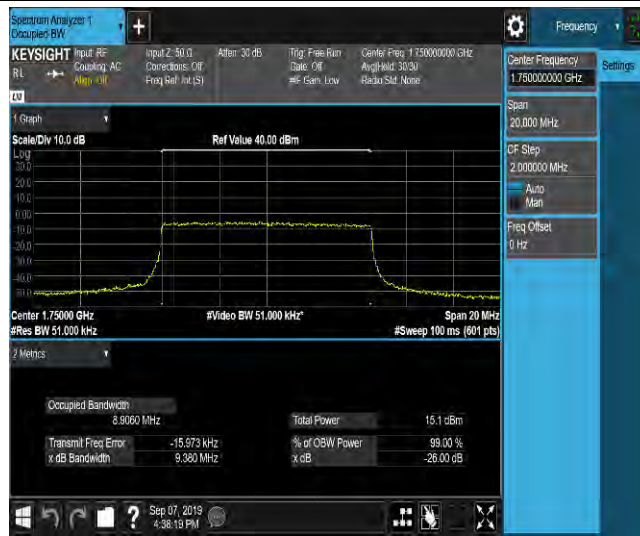 Spectrum Analyzer 1
Occupied BW
Frequency
KEYSIGHT
RL
Input: RF
Coupling: AC
Align: Off
Input Z: 50 Ω
Corrections: Off
Freq Ref: Int (S)
Atten: 30 dB
Trig: Free Run
Gate: Off
#IF Gain: Low
Center Freq: 1.750000000 GHz
Avg|Hold: 30/30
Radio Std: None
LW
1 Graph
Scale/Div 10.0 dB
Ref Value 40.00 dBm
Log
30.0
20.0
10.0
0.00
-10.0
-20.0
-30.0
-40.0
-50.0
Center 1.75000 GHz
#Video BW 51.000 kHz*
Span 20 MHz
#Res BW 51.000 kHz
#Sweep 100 ms (601 pts)
2 Metrics
Occupied Bandwidth
8.9060 MHz
Total Power
15.1 dBm
Transmit Freq Error
-15.973 kHz
% of OBW Power
99.00 %
x dB Bandwidth
9.380 MHz
x dB
-26.00 dB
Center Frequency
1.750000000 GHz
Settings
Span
20.000 MHz
CF Step
2.000000 MHz
Auto
Man
Freq Offset
0 Hz
?
Sep 07, 2019
4:38:19 PM